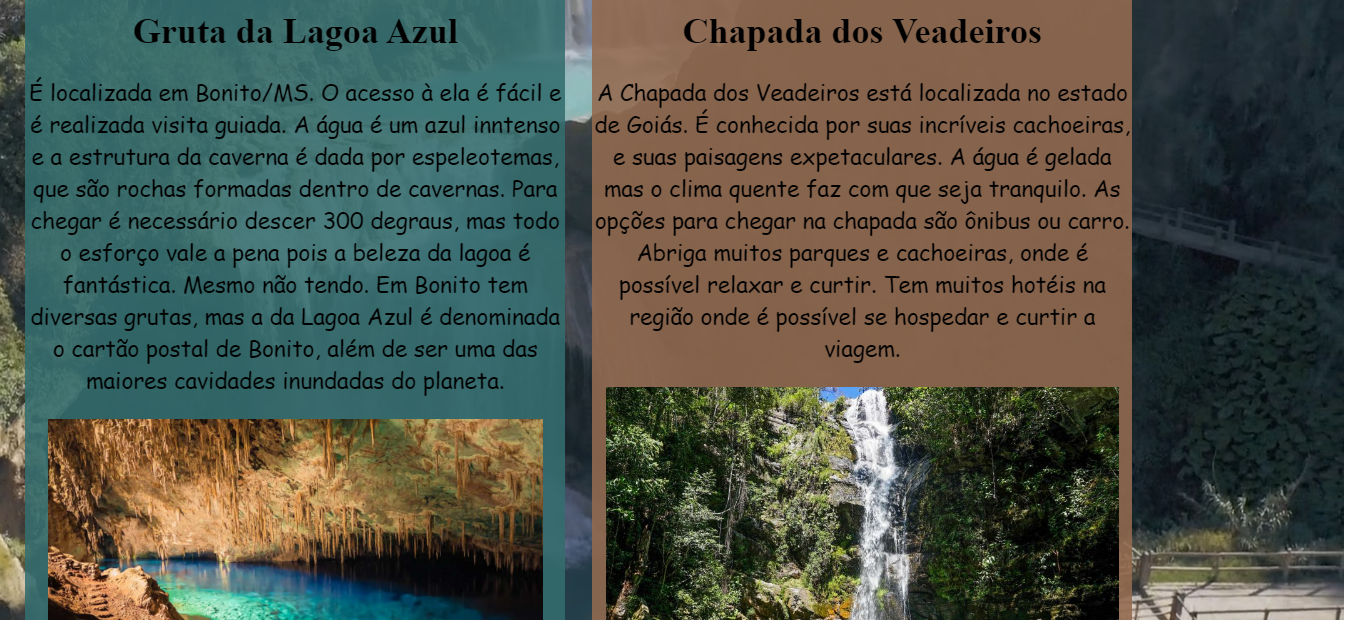 Gruta da Lagoa Azul
É localizada em Bonito/MS. O acesso à ela é fácil e
é realizada visita guiada. A água é um azul inntenso
e a estrutura da caverna é dada por espeleotemas,
que são rochas formadas dentro de cavernas. Para
chegar é necessário descer 300 degraus, mas todo
o esforço vale a pena pois a beleza da lagoa é
fantástica. Mesmo não tendo. Em Bonito tem
diversas grutas, mas a da Lagoa Azul é denominada
o cartão postal de Bonito, além de ser uma das
maiores cavidades inundadas do planeta.
Chapada dos Veadeiros
A Chapada dos Veadeiros está localizada no estado
de Goiás. É conhecida por suas incríveis cachoeiras,
e suas paisagens expetaculares. A água é gelada
mas o clima quente faz com que seja tranquilo. As
opções para chegar na chapada são ônibus ou carro.
Abriga muitos parques e cachoeiras, onde é
possível relaxar e curtir. Tem muitos hotéis na
região onde é possível se hospedar e curtir a
viagem.